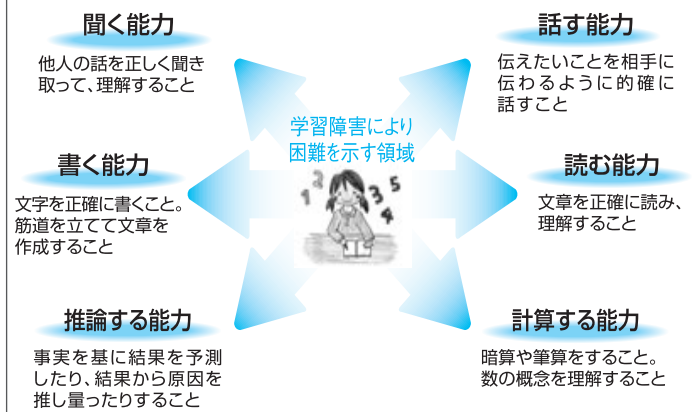 聞く能力
他人の話を正しく聞き
取って、理解すること
話す能力
伝えたいことを相手に
伝わるように的確に
話すこと
学習障害により
困難を示す領域
書く能力
文字を正確に書くこと。
筋道を立てて文章を
作成すること
読む能力
文章を正確に読み、
理解すること
1 2 3 4 5
推論する能力
事実を基に結果を予測
したり、結果から原因を
推し量ったりすること
計算する能力
暗算や筆算をすること。
数の概念を理解すること